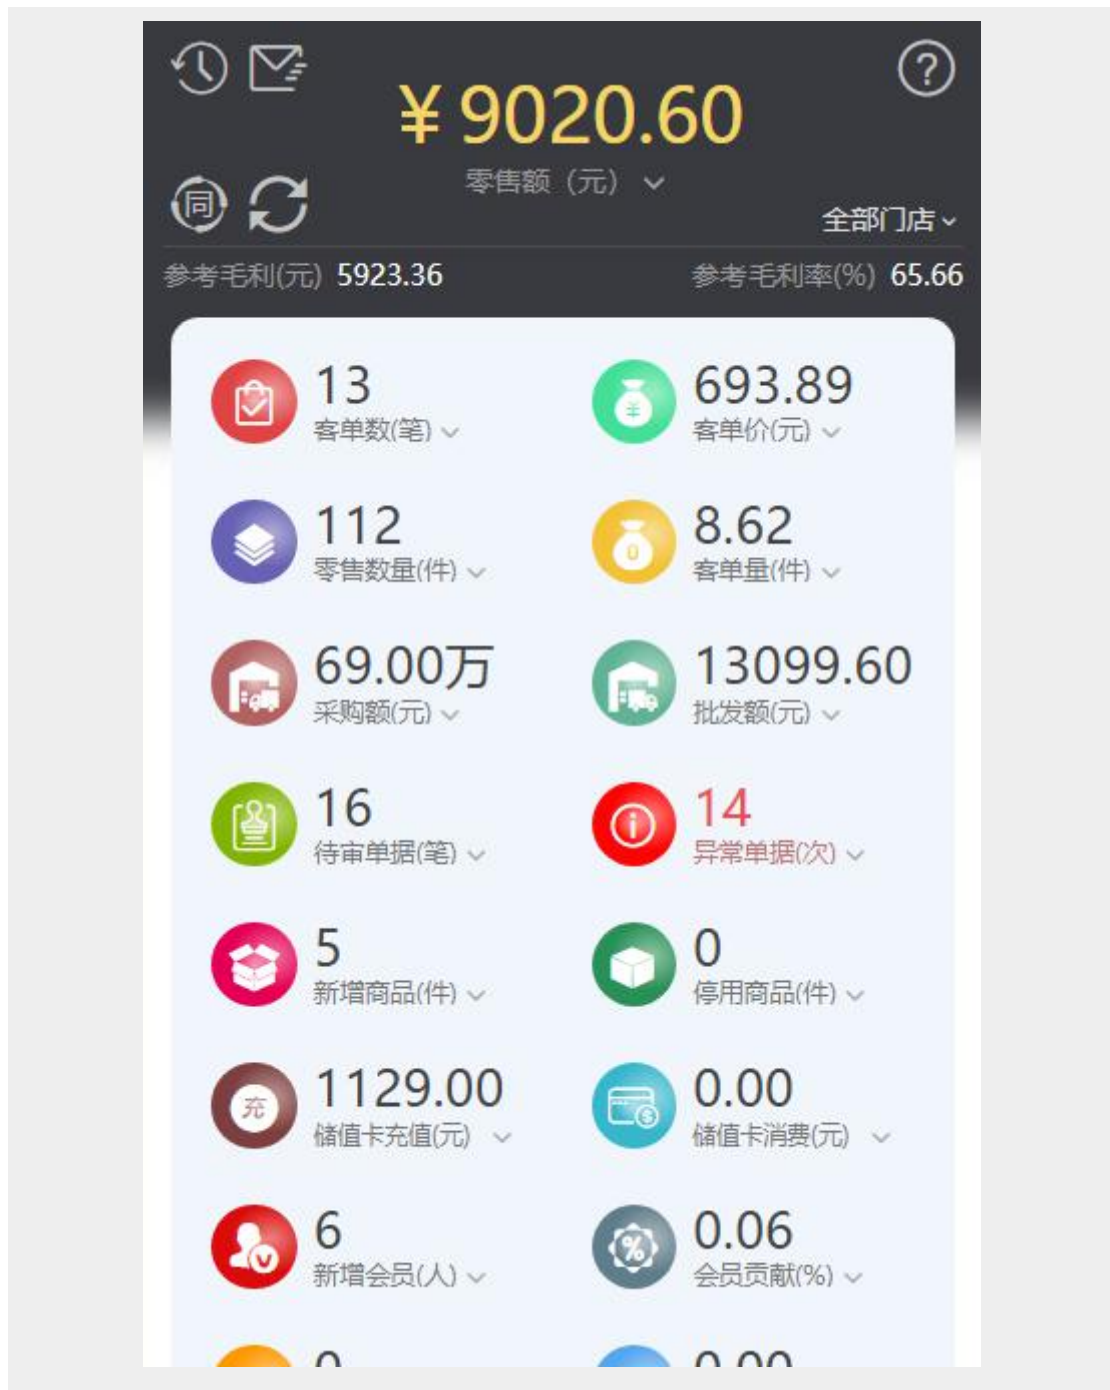 ¥9020.60
零售额（元）
同
全部门店
参考毛利(元) 5923.36 参考毛利率(%) 65.66
13 693.89
客单数(笔) 客单价(元)
112 8.62
零售数量(件) 客单量(件)
69.00万 13099.60
采购额(元) 批发额(元)
16 14
待审单据(笔) 异常单据(次)
5 0
新增商品(件) 停用商品(件)
充
1129.00 0.00
储值卡充值(元) 储值卡消费(元)
6 0.06
新增会员(人) 会员贡献(%)